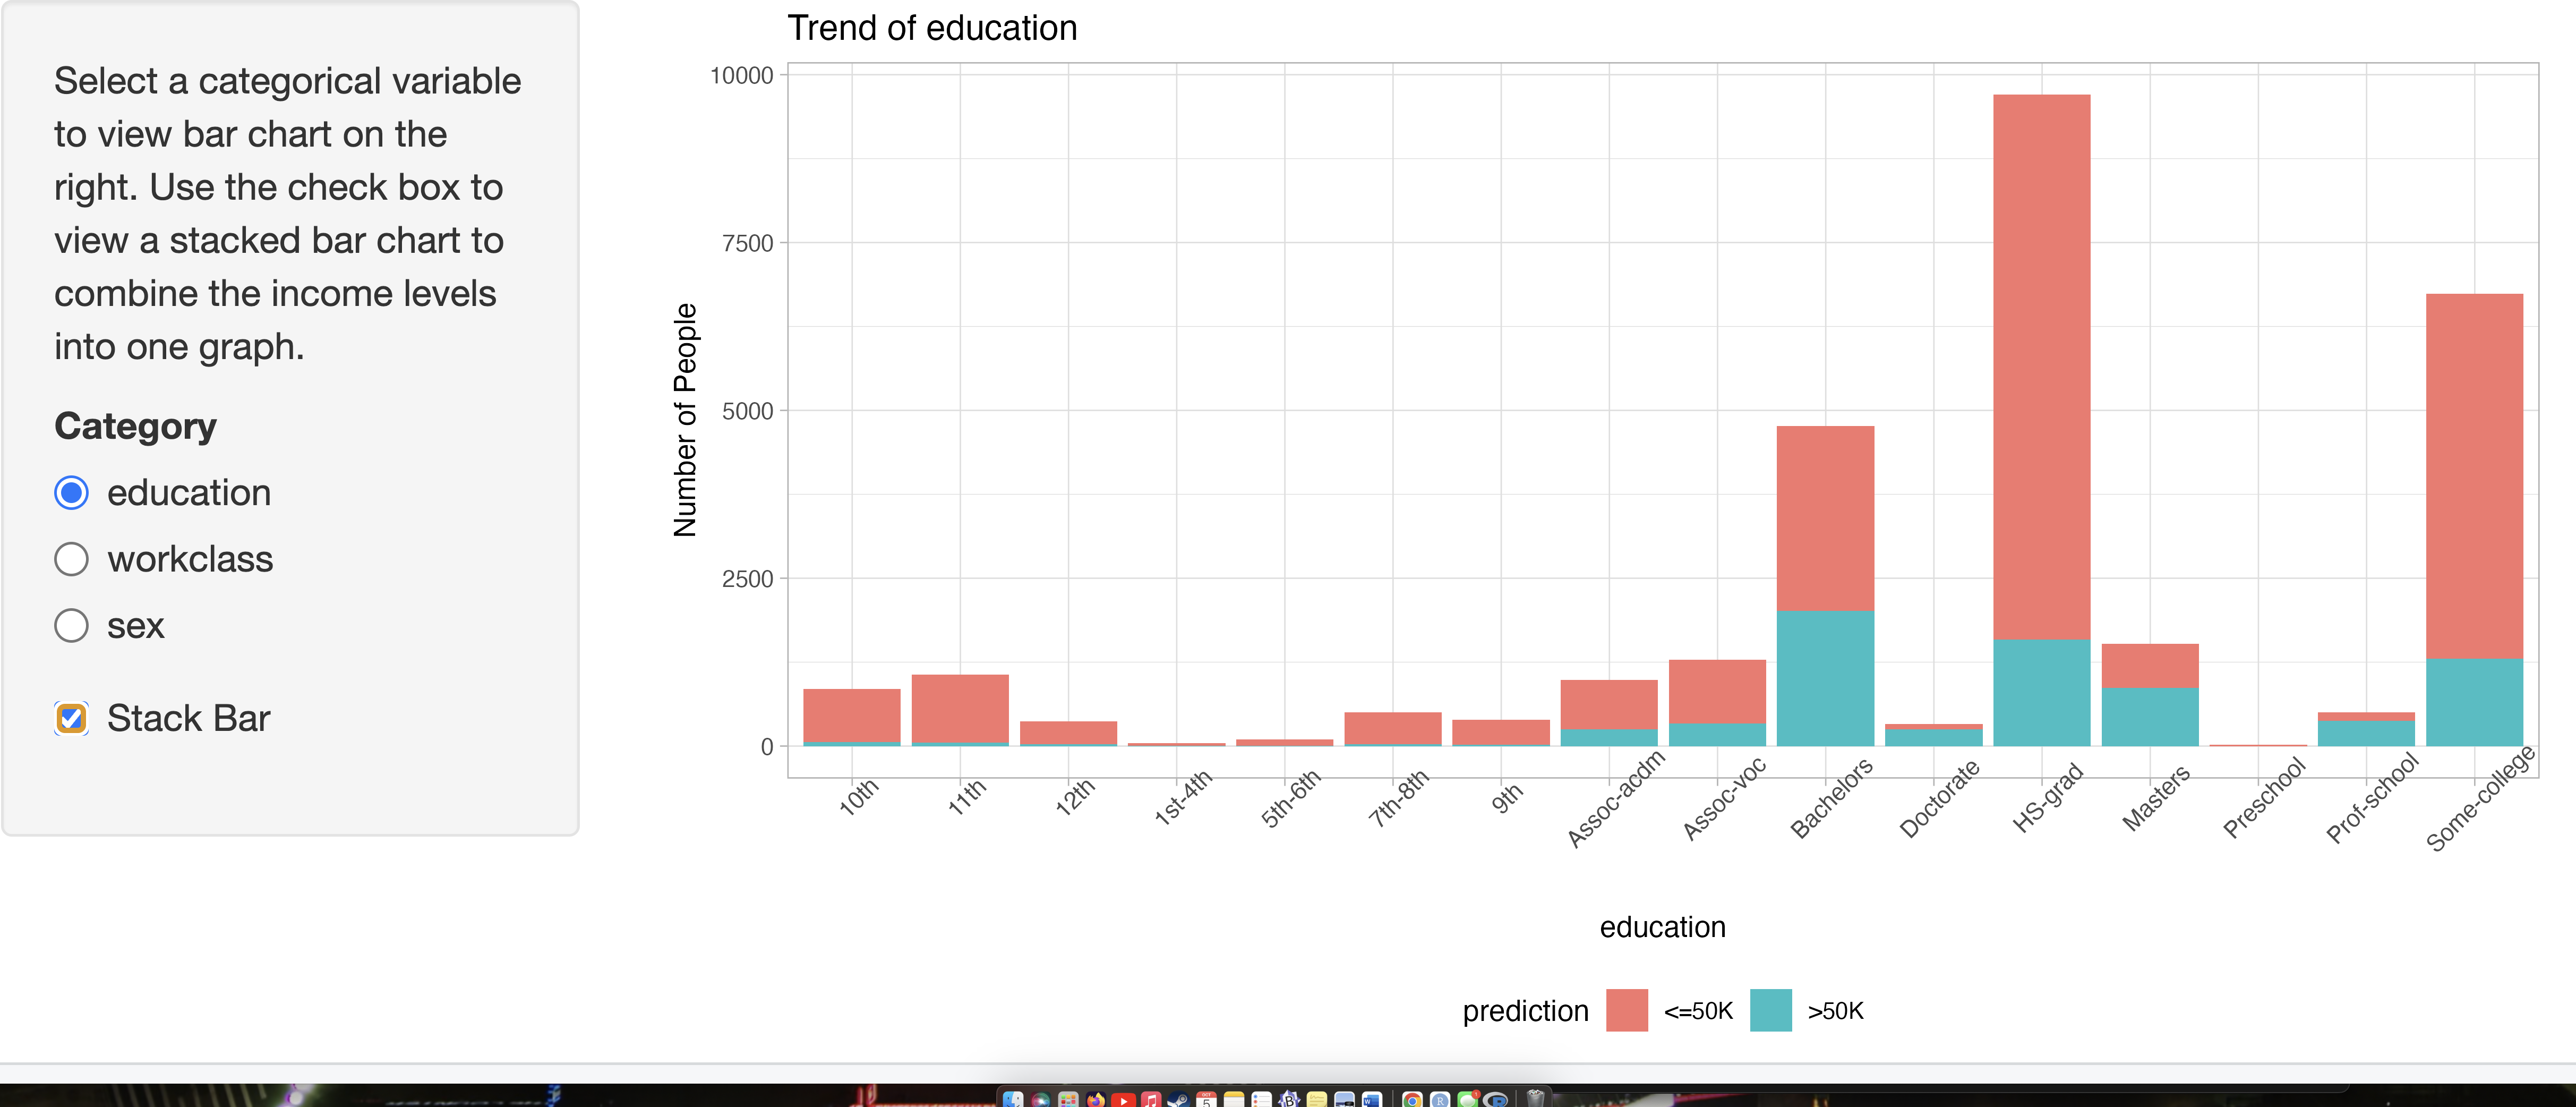 Select a categorical variable
to view bar chart on the
right. Use the check box to
view a stacked bar chart to
combine the income levels
into one graph.
Category
education
workclass
sex
Stack Bar
Trend of education
Number of People
10000
7500
5000
2500
0
10th
11th
12th
1st-4th
5th-6th
7th-8th
9th
Assoc-acdm
Assoc-voc
Bachelors
Doctorate
HS-grad
Masters
Preschool
Prof-school
Some-college
education
prediction <=50K >50K
5